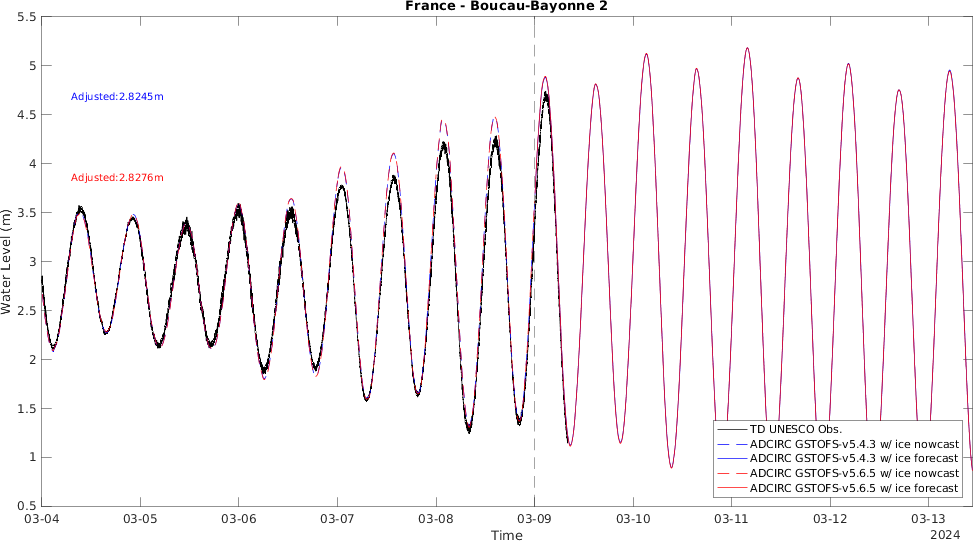 France - Boucau-Bayonne 2
5.5
5
4.5
4
3.5
3
2.5
2
1.5
1
0.5
Water Level (m)
Adjusted:2.8245m
Adjusted:2.8276m
TD UNESCO Obs.
ADCIRC GSTOFS-v5.4.3 w/ ice nowcast
ADCIRC GSTOFS-v5.4.3 w/ ice forecast
ADCIRC GSTOFS-v5.6.5 w/ ice nowcast
ADCIRC GSTOFS-v5.6.5 w/ ice forecast
03-04 03-05 03-06 03-07 03-08 03-09 03-10 03-11 03-12 03-13
Time
2024